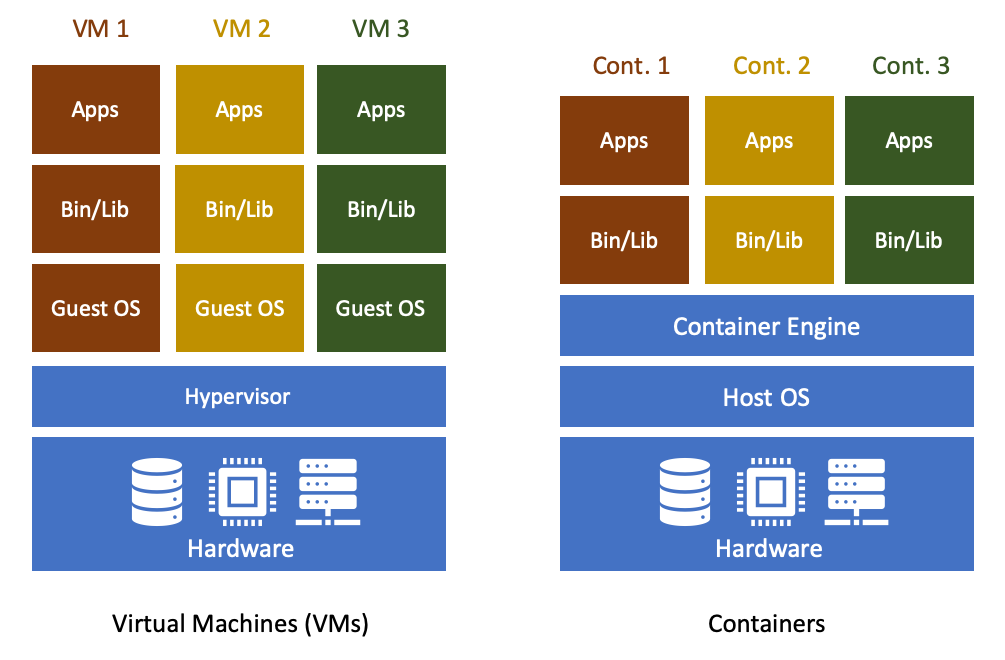 VM 1 VM 2 VM 3
Apps Apps Apps
Bin/Lib Bin/Lib Bin/Lib
Guest OS Guest OS Guest OS
Hypervisor
Hardware
Virtual Machines (VMs)
Cont. 1 Cont. 2 Cont. 3
Apps Apps Apps
Bin/Lib Bin/Lib Bin/Lib
Container Engine
Host OS
Hardware
Containers